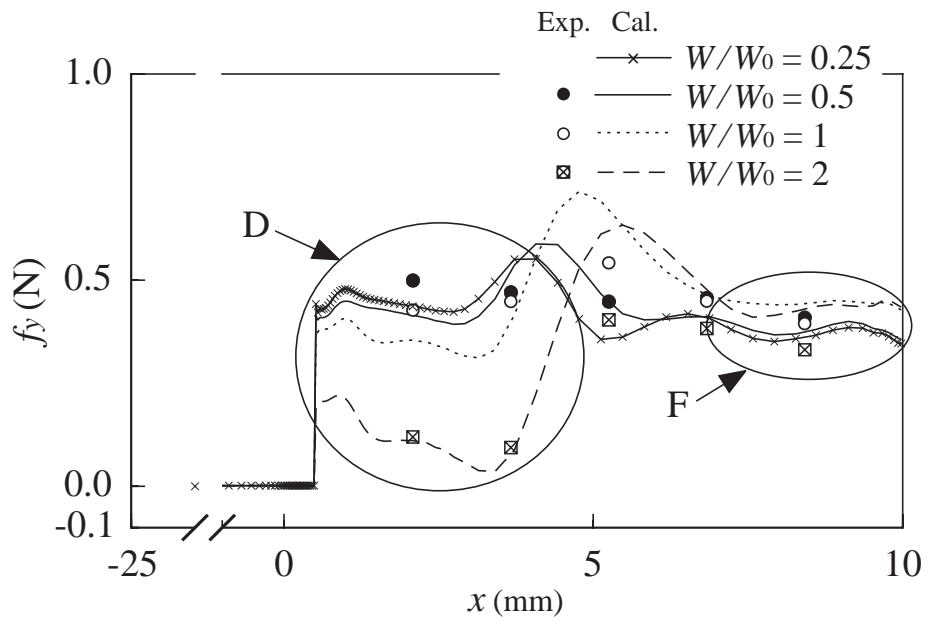 Exp. Cal.
W/W0 = 0.25
W/W0 = 0.5
W/W0 = 1
W/W0 = 2
1.0
0.5
0.0
-0.1
fy (N)
D
F
-25
0
5
10
x (mm)